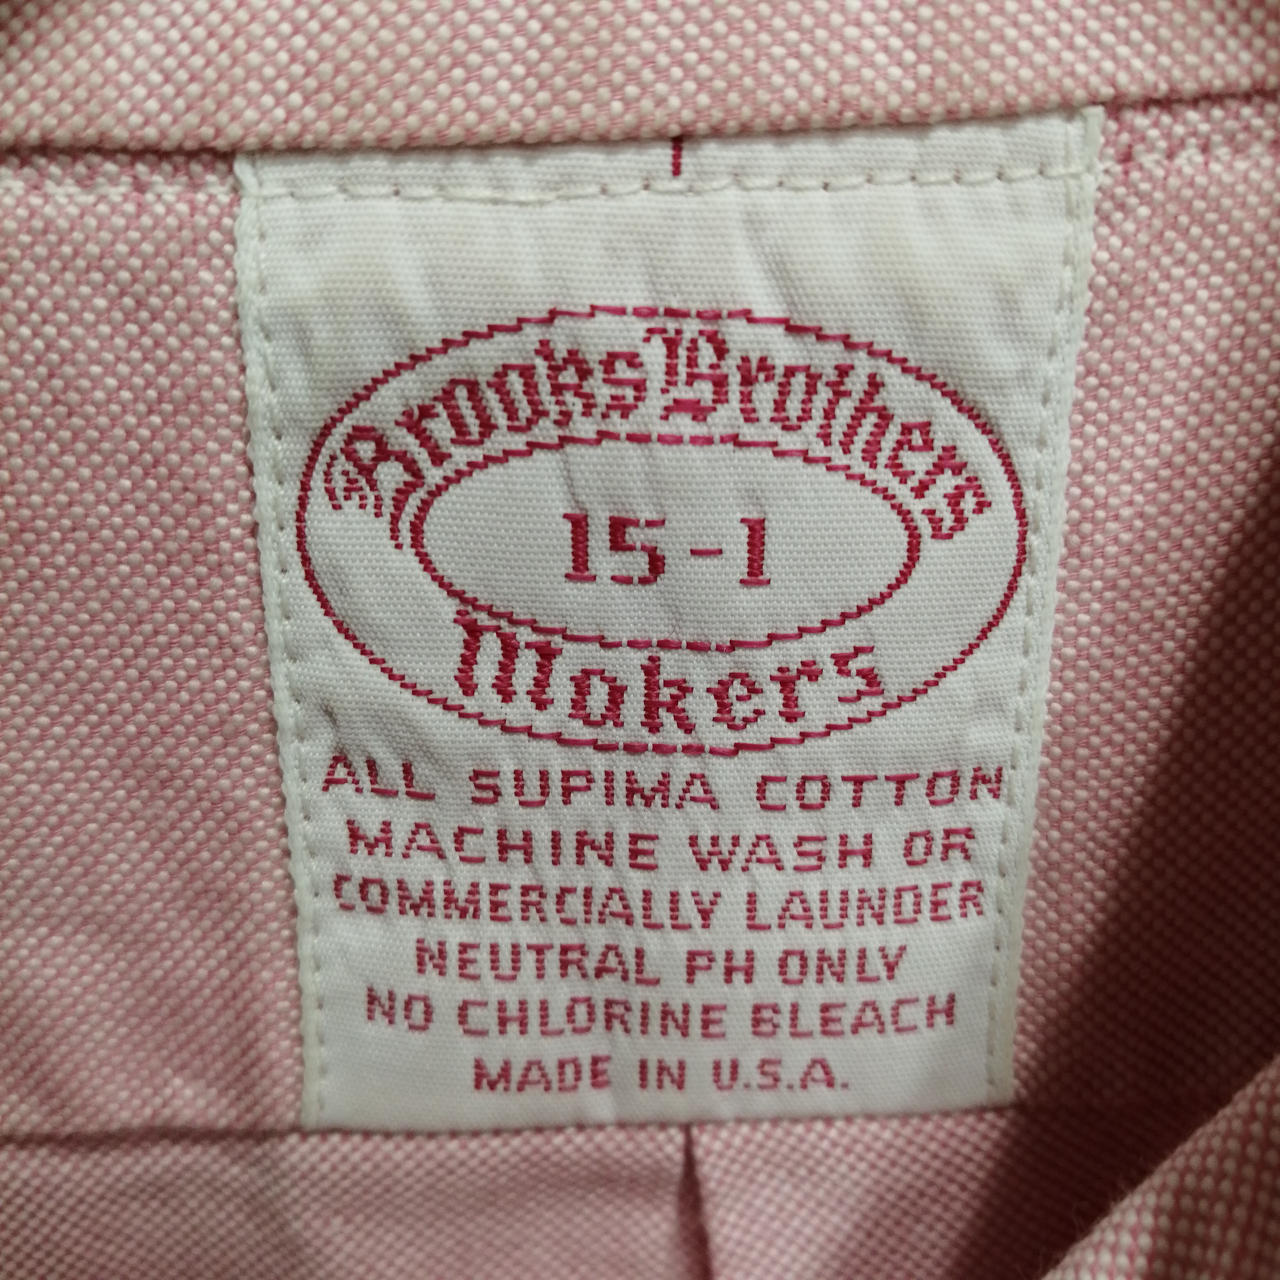 Brooks Brothers
15-1
Makers
ALL SUPIMA COTTON
MACHINE WASH OR
COMMERCIALLY LAUNDER
NEUTRAL PH ONLY
NO CHLORINE BLEACH
MADE IN U.S.A.